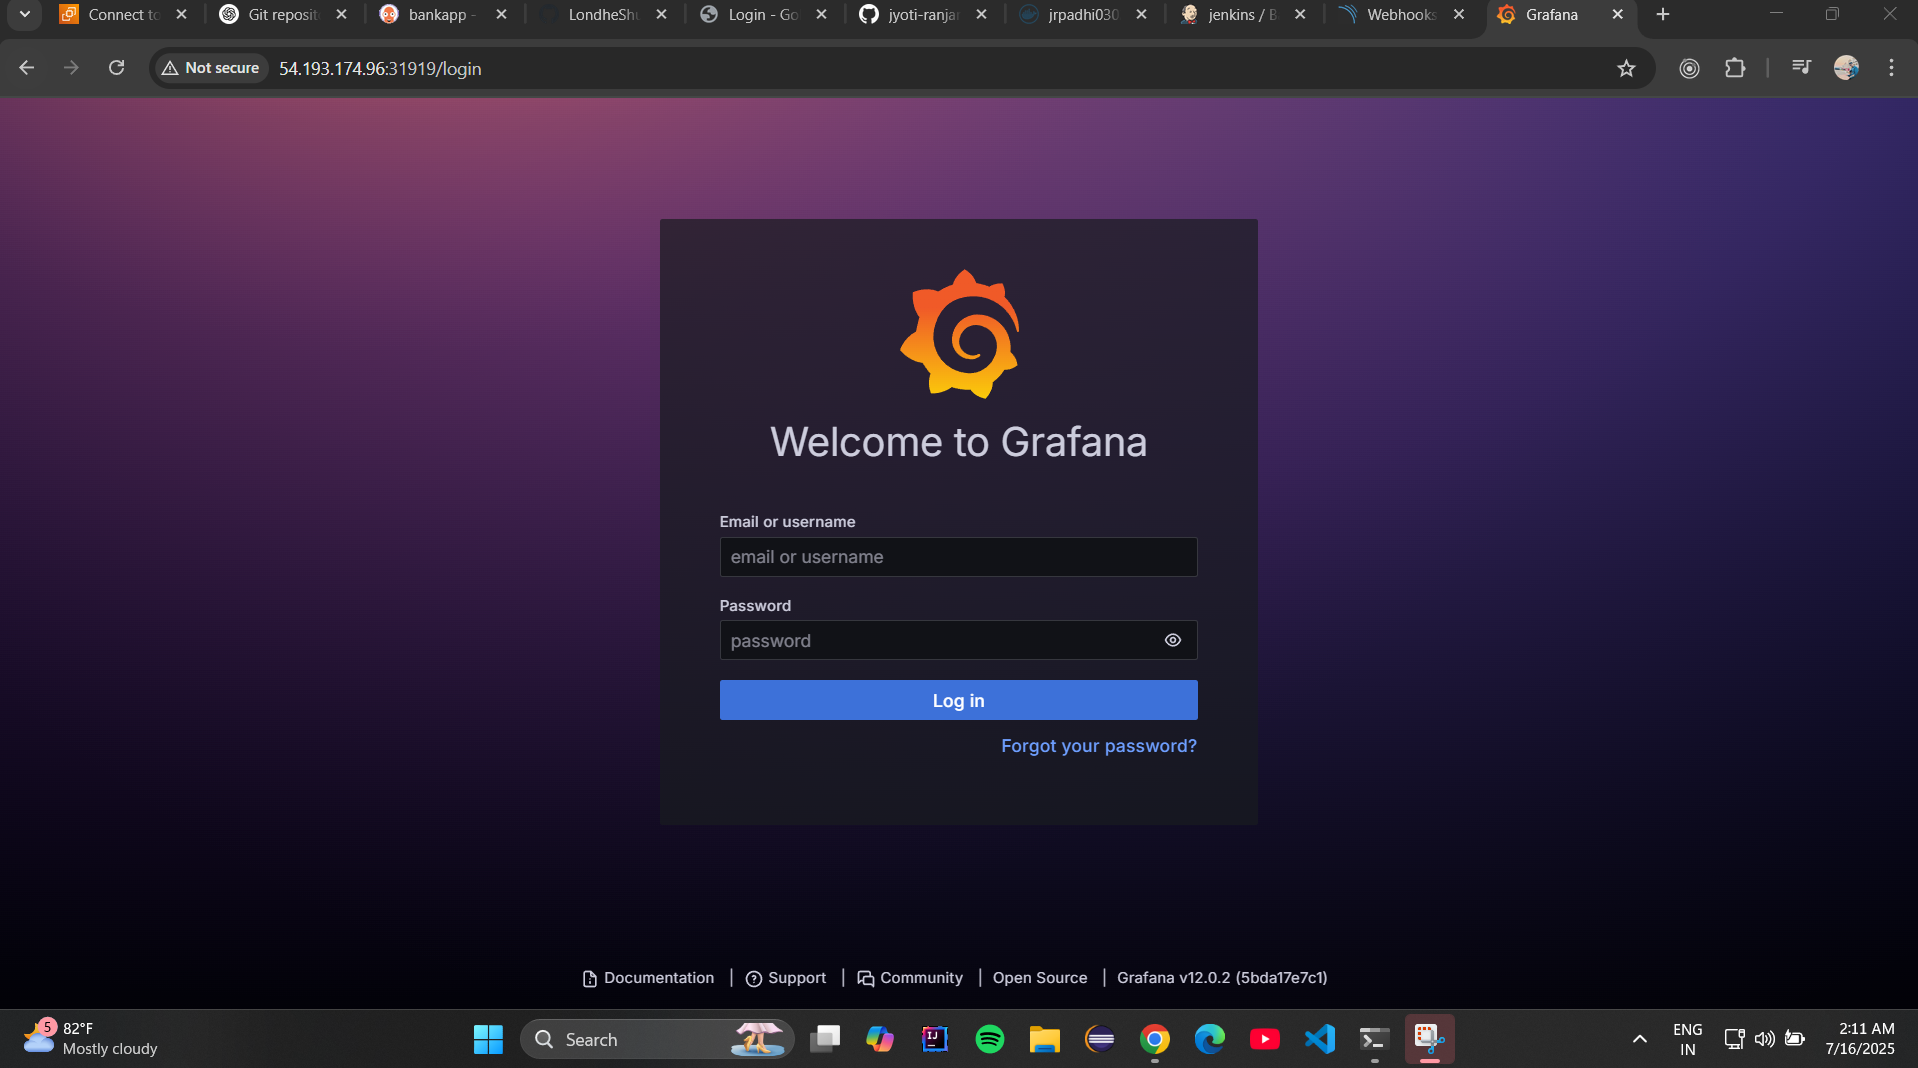 Connect to
Git reposit
bankapp -
LondheShu
Login - Go
jyoti-ranjar
jrpadhi030
jenkins / B
Webhooks
Grafana
Not secure
54.193.174.96:31919/login
Welcome to Grafana
Email or username
email or username
Password
password
Log in
Forgot your password?
Documentation | Support | Community | Open Source | Grafana v12.0.2 (5bda17e7c1)
5
82°F
Mostly cloudy
Search
IJ
ENG
IN
2:11 AM
7/16/2025